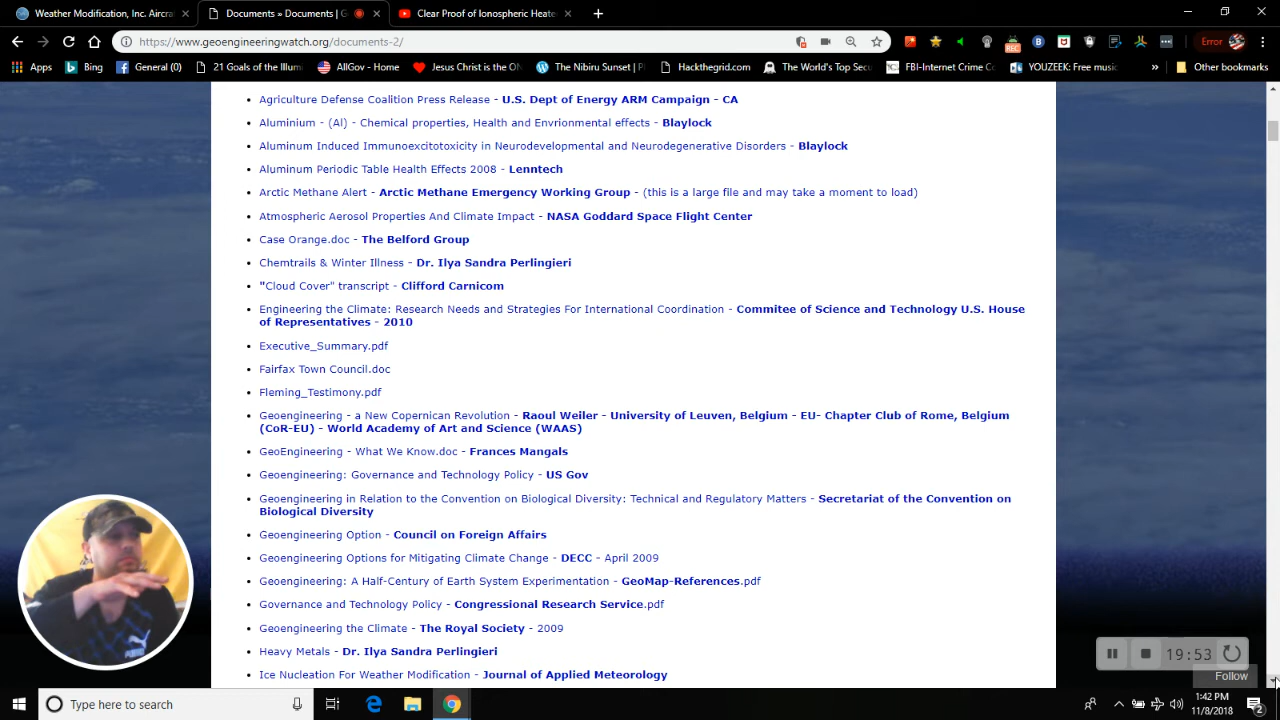 Weather Modification, Inc. Aircra
Documents » Documents | G
Clear Proof Ionospheric Heate
https://www.geoengineeringwatch.org/documents-2/
REC
Error
Apps
Bing
General (0)
21 Goals of the Illumi
AllGov - Home
Jesus Christ is the ON
The Nibiru Sunset | P
Hackthegrid.com
The World's Top Secu
FBI-Internet Crime Co
YOUZEEK: Free music
»
Other bookmarks
Agriculture Defense Coalition Press Release - U.S. Dept of Energy ARM Campaign - CA
Aluminium - (Al) - Chemical properties, Health and Envrionmental effects - Blaylock
Aluminum Induced Immunoexcitotoxicity in Neurodevelopmental and Neurodegenerative Disorders - Blaylock
Aluminum Periodic Table Health Effects 2008 - Lenntech
Arctic Methane Alert - Arctic Methane Emergency Working Group - (this is a large file and may take a moment to load)
Atmospheric Aerosol Properties And Climate Impact - NASA Goddard Space Flight Center
Case Orange.doc - The Belford Group
Chemtrails & Winter Illness - Dr. Ilya Sandra Perlingieri
"Cloud Cover" transcript - Clifford Carnicom
Engineering the Climate: Research Needs and Strategies For International Coordination - Commitee of Science and Technology U.S. House
of Representatives - 2010
Executive_Summary.pdf
Fairfax Town Council.doc
Fleming_Testimony.pdf
Geoengineering - a New Copernican Revolution - Raoul Weiler - University of Leuven, Belgium - EU- Chapter Club of Rome, Belgium
(CoR-EU) - World Academy of Art and Science (WAAS)
GeoEngineering - What We Know.doc - Frances Mangals
Geoengineering: Governance and Technology Policy - US Gov
Geoengineering in Relation to the Convention on Biological Diversity: Technical and Regulatory Matters - Secretariat of the Convention on
Biological Diversity
Geoengineering Option - Council on Foreign Affairs
Geoengineering Options for Mitigating Climate Change - DECC - April 2009
Geoengineering: A Half-Century of Earth System Experimentation - GeoMap-References.pdf
Governance and Technology Policy - Congressional Research Service.pdf
Geoengineering the Climate - The Royal Society - 2009
Heavy Metals - Dr. Ilya Sandra Perlingieri
Ice Nucleation For Weather Modification - Journal of Applied Meteorology
19:53
Follow
Type here to search
1:42 PM
11/8/2018
2